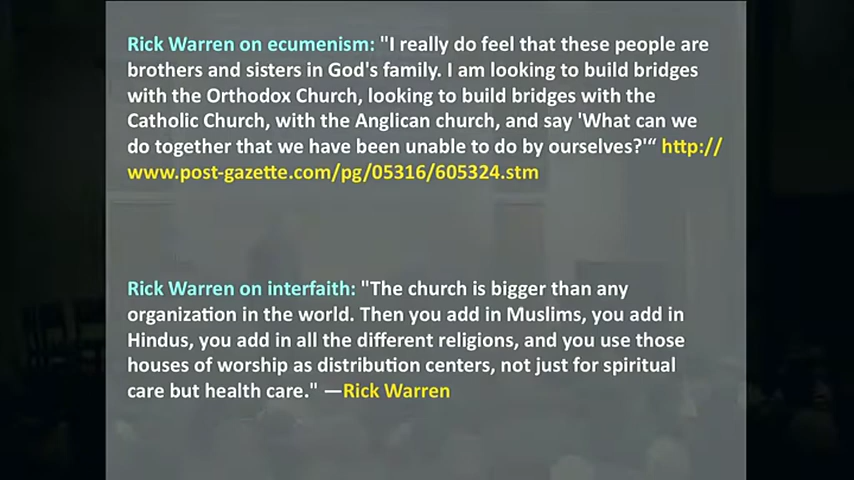 Rick Warren on ecumenism: "I really do feel that these people are
brothers and sisters in God's family. I am looking to build bridges
with the Orthodox Church, looking to build bridges with the
Catholic Church, with the Anglican church, and say 'What can we
do together that we have been unable to do by ourselves?'“ http://
www.post-gazette.com/pg/05316/605324.stm
Rick Warren on interfaith: "The church is bigger than any
organization in the world. Then you add in Muslims, you add in
Hindus, you add in all the different religions, and you use those
houses of worship as distribution centers, not just for spiritual
care but health care." —Rick Warren